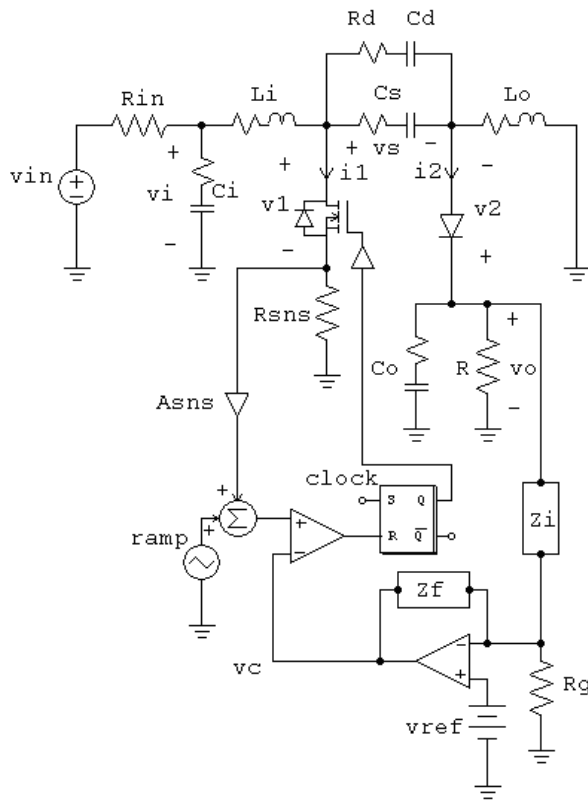 Rd Cd
Rin Li Cs Lo
+ + vs − −
vin + i1 i2
vi Ci v1 v2
− − +
Rsns +
Co R vo
Asns −
clock
+ S Q
Σ + Zi
ramp + − R Q
Zf
vc −
+ Rg
vref